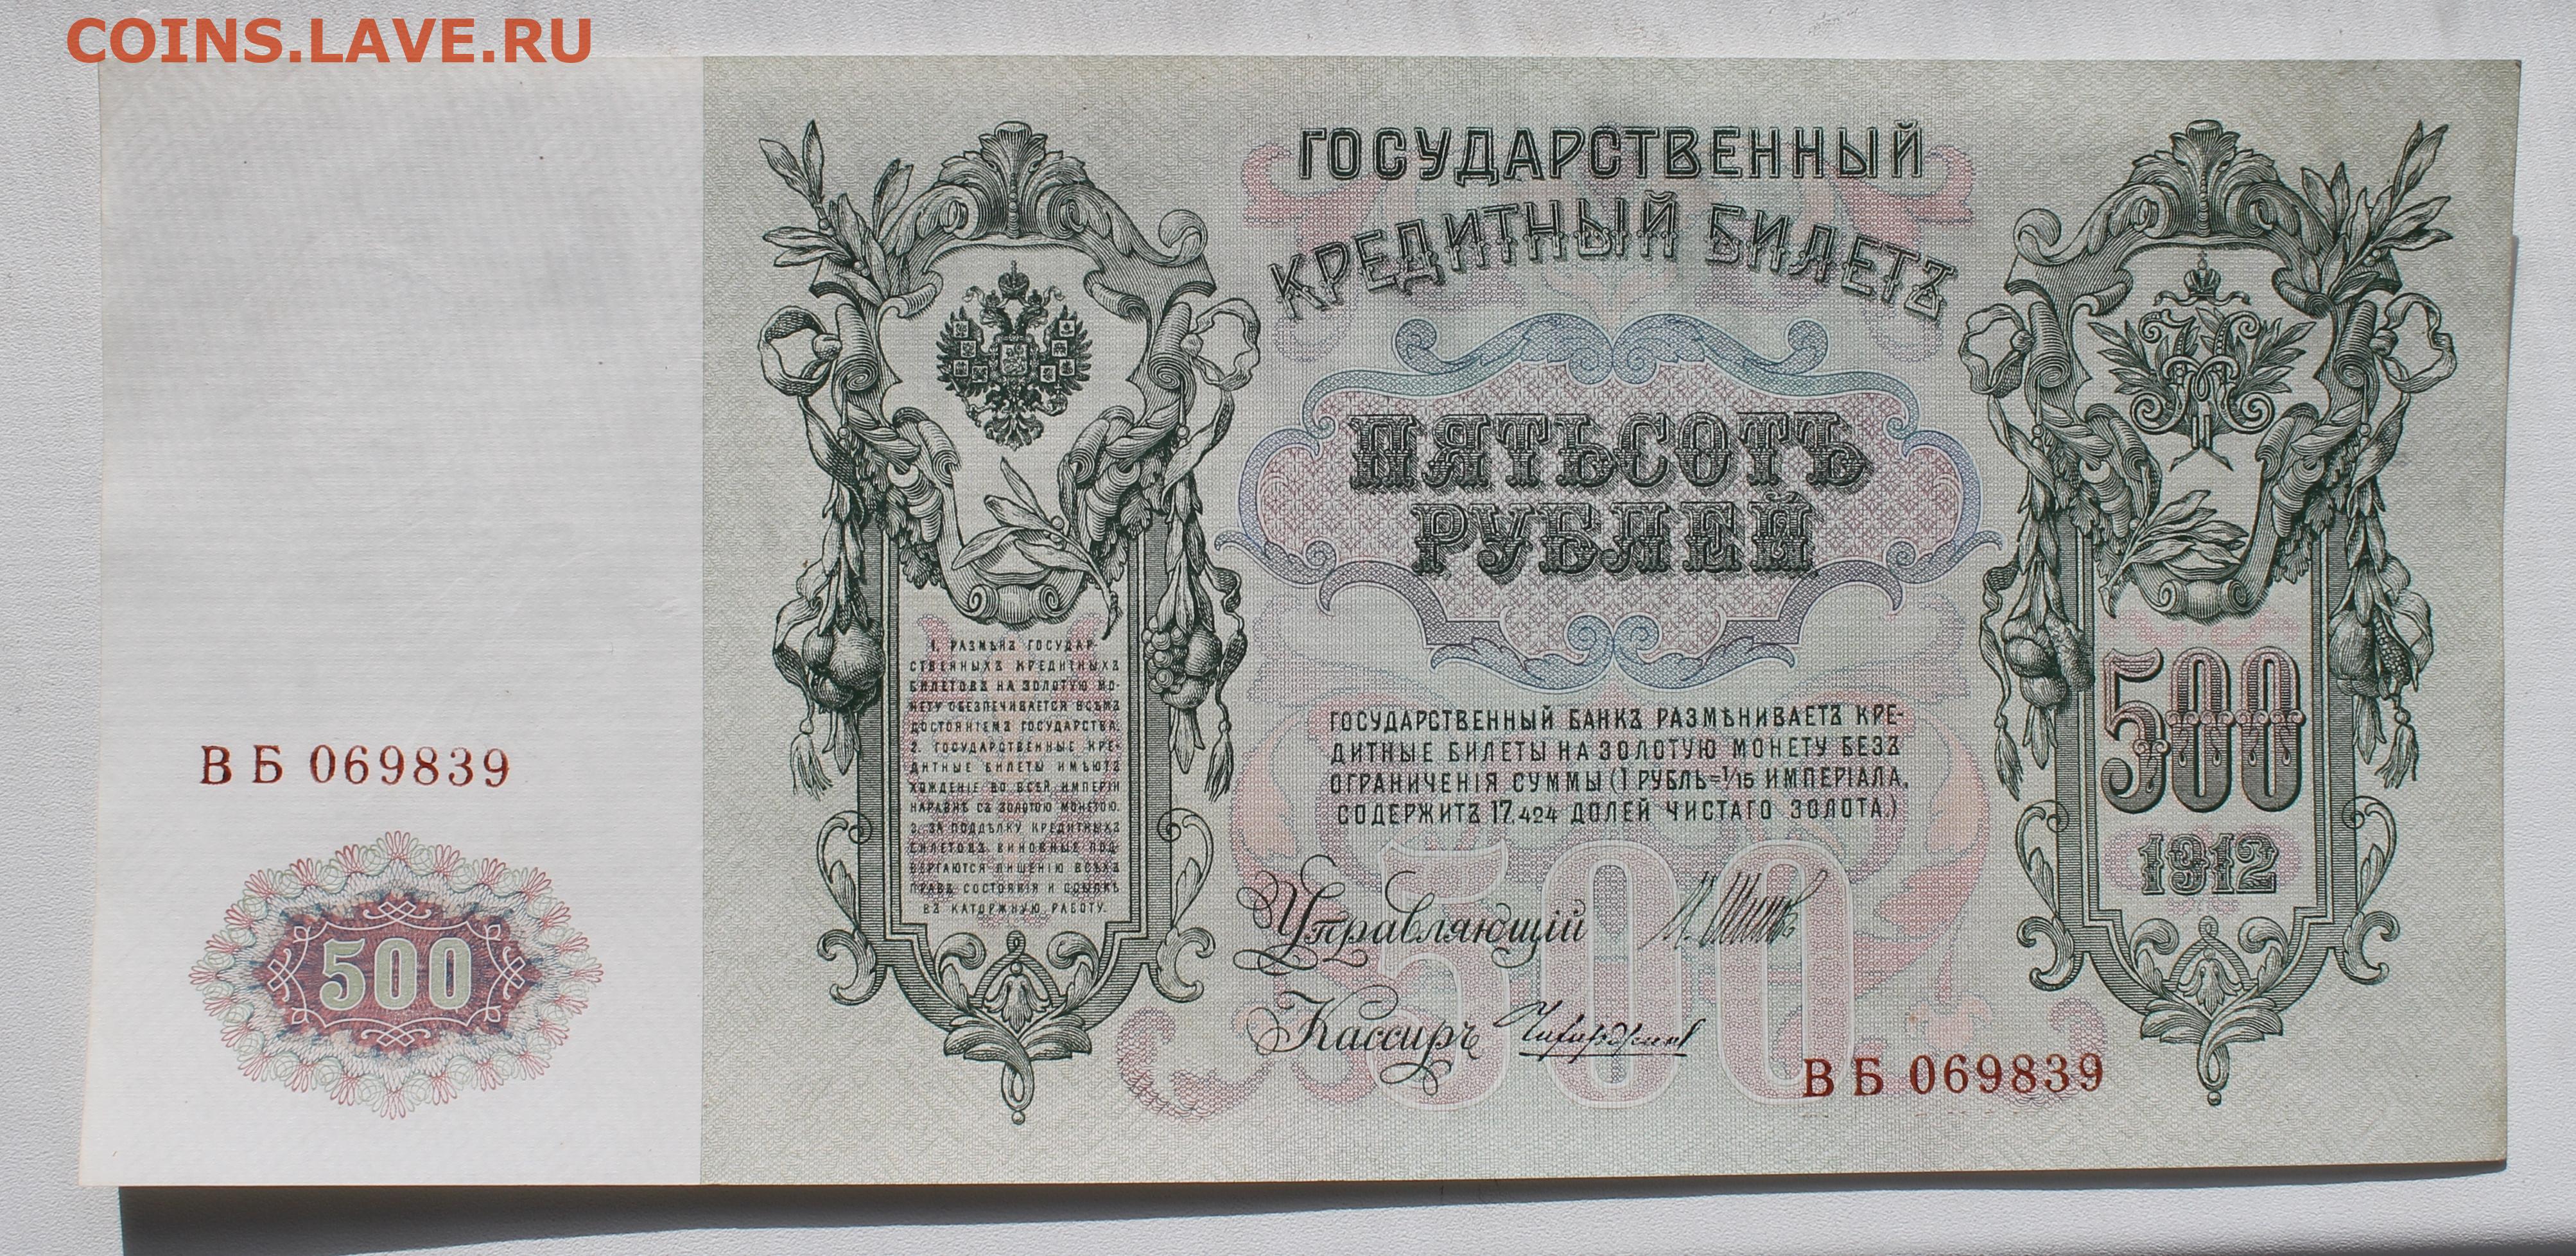 COINS.LAVE.RU
ГОСУДАРСТВЕННЫЙ
КРЕДИТНЫЙ БИЛЕТЪ
ПЯТЬСОТЪ
РУБЛЕЙ
1. РАЗМѢНЪ ГОСУДАР-
СТВЕННЫХЪ КРЕДИТНЫХЪ
БИЛЕТОВЪ НА ЗОЛОТУЮ МО-
НЕТУ ОБЕЗПЕЧИВАЕТСЯ ВСѢМЪ
ДОСТОЯНІЕМЪ ГОСУДАРСТВА.
2. ГОСУДАРСТВЕННЫЕ КРЕ-
ДИТНЫЕ БИЛЕТЫ ИМѢЮТЪ
ХОЖДЕНІЕ ВО ВСЕЙ ИМПЕРІИ
НАРАВНѢ СЪ ЗОЛОТОЮ МОНЕТОЮ.
3. ЗА ПОДДѢЛКУ КРЕДИТНЫХЪ
БИЛЕТОВЪ ВИНОВНЫЕ ПОД-
ВЕРГАЮТСЯ ЛИШЕНІЮ ВСѢХЪ
ПРАВЪ СОСТОЯНІЯ И ССЫЛКѢ
ВЪ КАТОРЖНУЮ РАБОТУ.
ГОСУДАРСТВЕННЫЙ БАНКЪ РАЗМѢНИВАЕТЪ КРЕ-
ДИТНЫЕ БИЛЕТЫ НА ЗОЛОТУЮ МОНЕТУ БЕЗЪ
ОГРАНИЧЕНІЯ СУММЫ (1 РУБЛЬ=1/15 ИМПЕРІАЛА,
СОДЕРЖИТЪ 17,424 ДОЛЕЙ ЧИСТАГО ЗОЛОТА.)
500
1912
ВБ 069839
500
500
Управляющій
Кассиръ
ВБ 069839